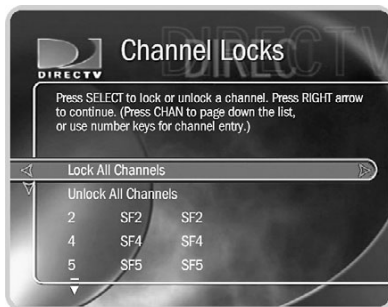 DIRECTV
Channel Locks
Press SELECT to lock or unlock a channel. Press RIGHT arrow
to continue. (Press CHAN to page down the list,
or use number keys for channel entry.)
Lock All Channels
Unlock All Channels
2 SF2 SF2
4 SF4 SF4
5 SF5 SF5